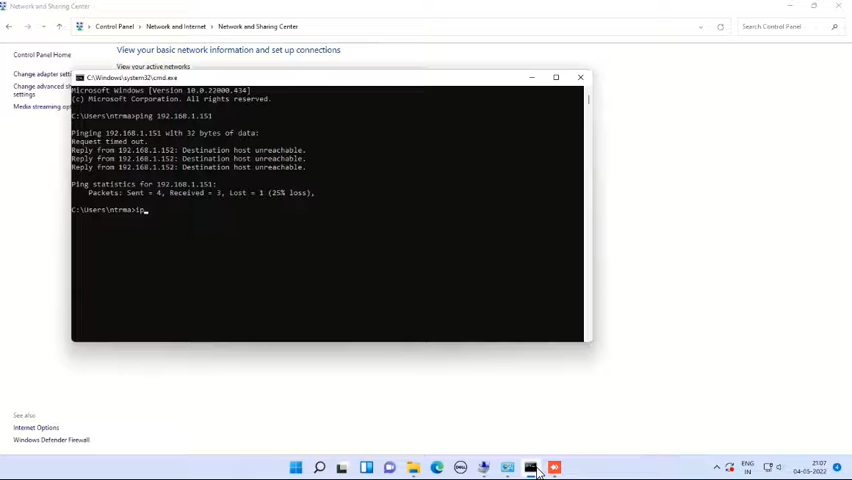 Network and Sharing Center
Control Panel
Network and Internet
Network and Sharing Center
Search Control Panel
Control Panel Home
View your basic network information and set up connections
Change adapter setti
View your active networks
Change advanced shar
settings
Media streaming optio
C:\Windows\system32\cmd.exe
Microsoft Windows [Version 10.0.22000.434]
(c) Microsoft Corporation. All rights reserved.
C:\Users\ntrma>ping 192.168.1.151
Pinging 192.168.1.151 with 32 bytes of data:
Request timed out.
Reply from 192.168.1.152: Destination host unreachable.
Reply from 192.168.1.152: Destination host unreachable.
Reply from 192.168.1.152: Destination host unreachable.
Ping statistics for 192.168.1.151:
Packets: Sent = 4, Received = 3, Lost = 1 (25% loss),
C:\Users\ntrma>ip_
See also
Internet Options
Windows Defender Firewall
DELL
ENG
IN
21:07
04-05-2022
4